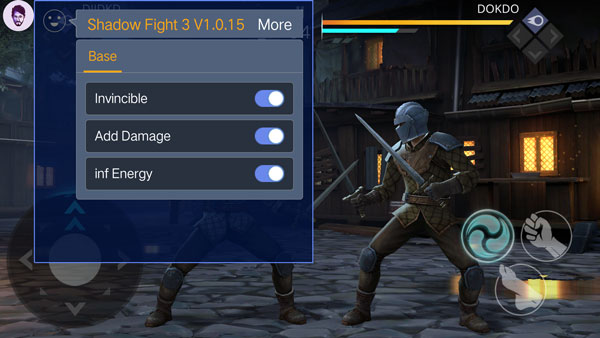 Shadow Fight 3 V1.0.15 More
DOKDO
Base
Invincible
Add Damage
inf Energy